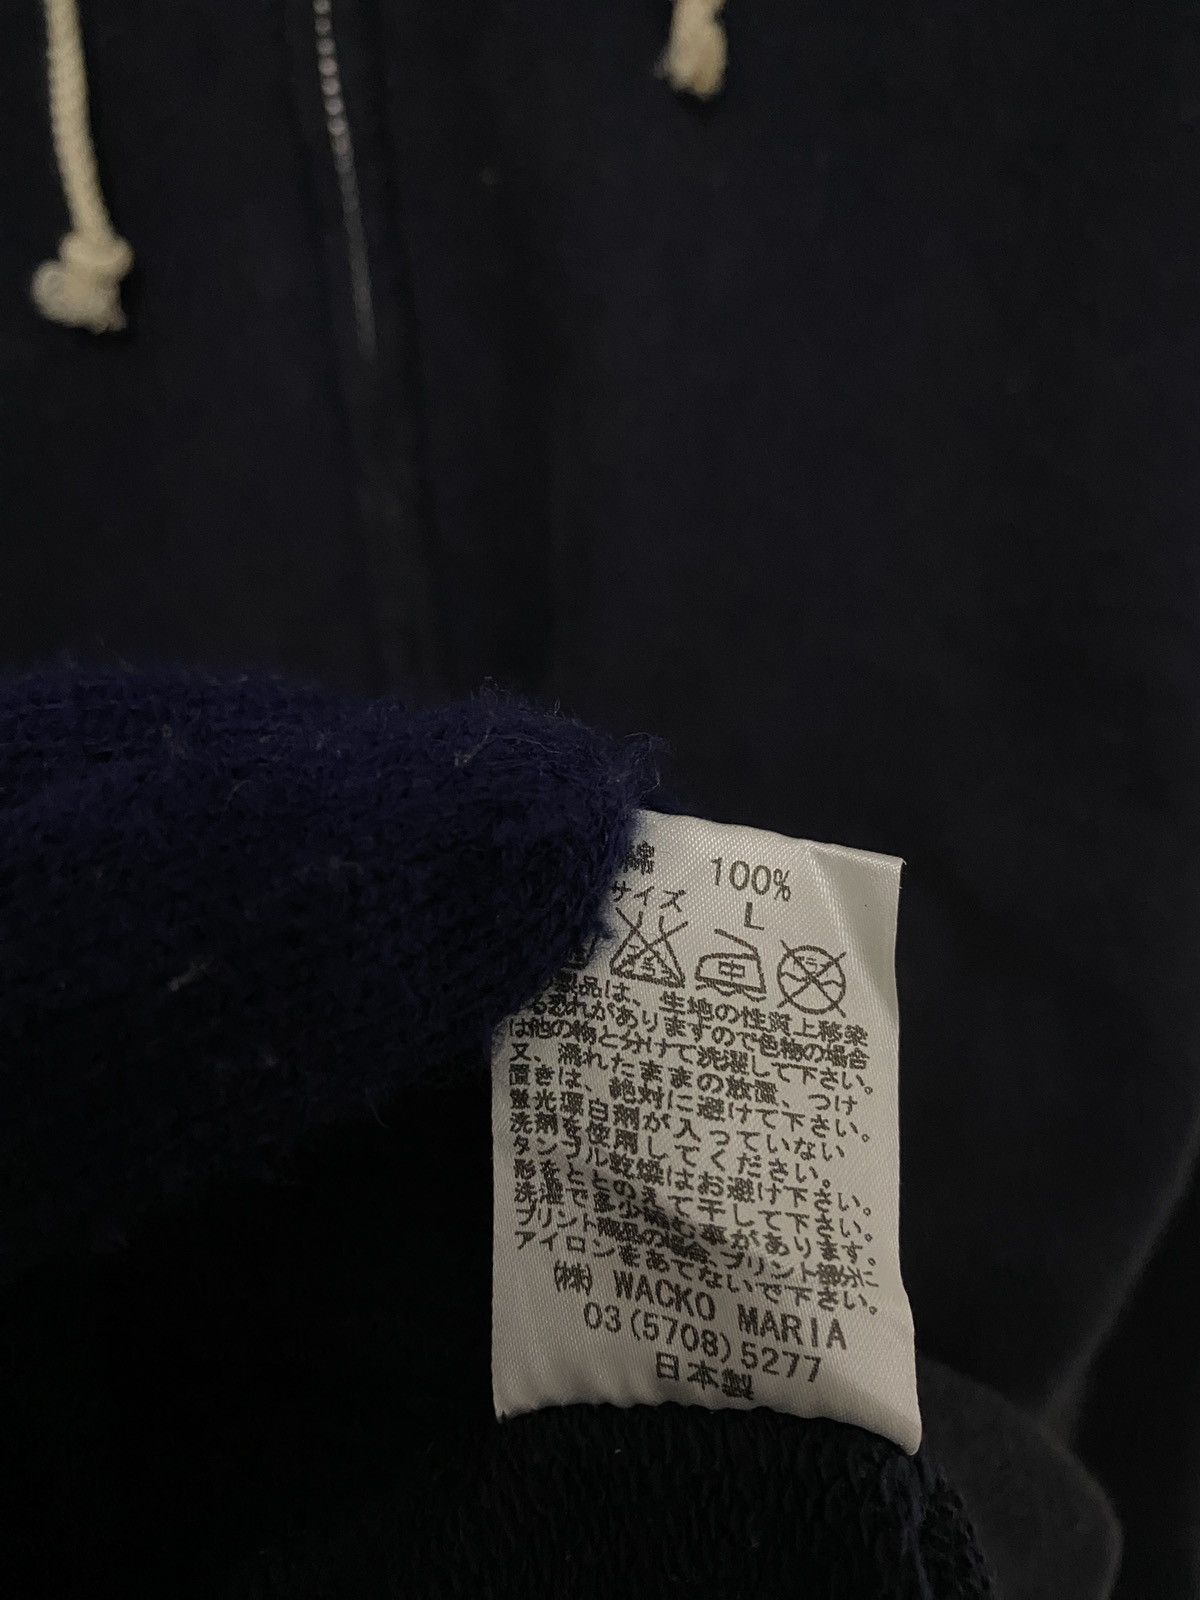 綿 100%
サイズ L
製品は、生地の性質上移染
る恐れがありますので色物の場合
は他の物と分けて洗濯して下さい。
又、濡れたままの放置、つけ
置きは、絶対に避けて下さい。
蛍光増白剤が入っていない
洗剤を使用してください。
タンブル乾燥はお避け下さい。
形をととのえて干して下さい。
洗濯で多少縮む事があります。
プリント商品の場合プリント部分に
アイロンをあてないで下さい。
(株) WACKO MARIA
03(5708)5277
日本製